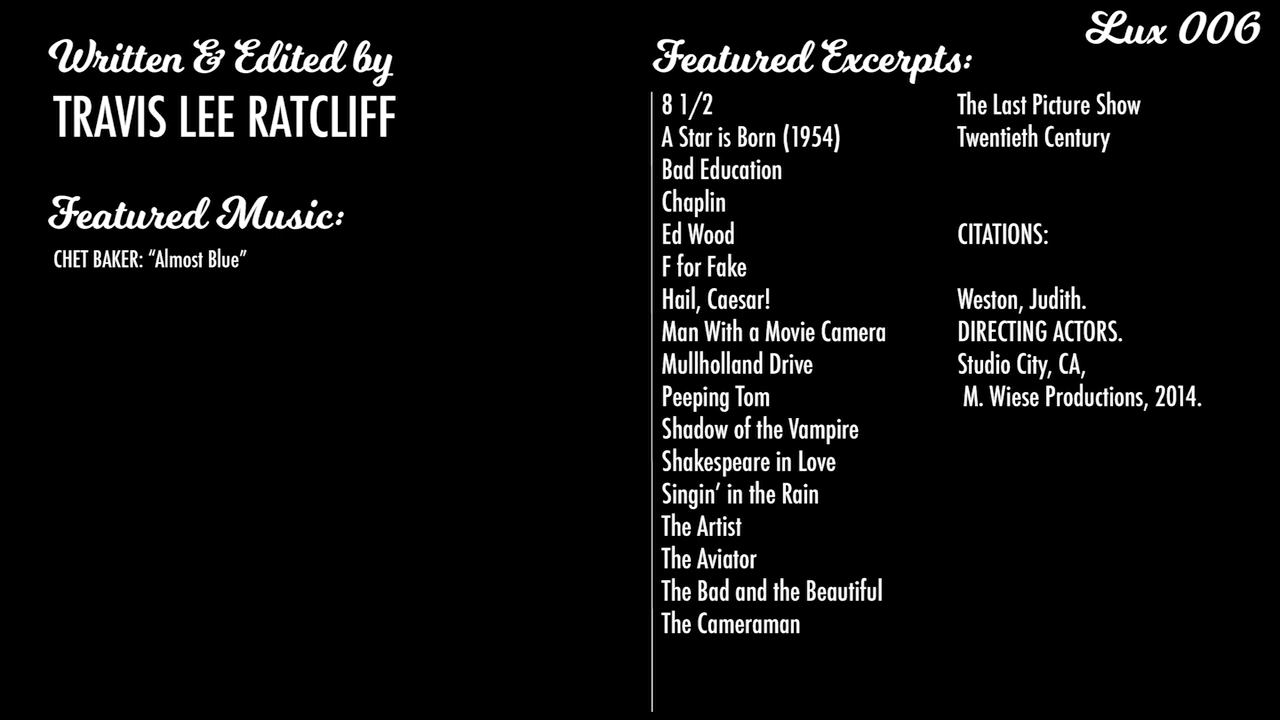 Lux 006
Written & Edited by
TRAVIS LEE RATCLIFF
Featured Music:
CHET BAKER: “Almost Blue”
Featured Excerpts:
8 1/2
A Star is Born (1954)
Bad Education
Chaplin
Ed Wood
F for Fake
Hail, Caesar!
Man With a Movie Camera
Mullholland Drive
Peeping Tom
Shadow of the Vampire
Shakespeare in Love
Singin’ in the Rain
The Artist
The Aviator
The Bad and the Beautiful
The Cameraman
The Last Picture Show
Twentieth Century
CITATIONS:
Weston, Judith.
DIRECTING ACTORS.
Studio City, CA,
M. Wiese Productions, 2014.